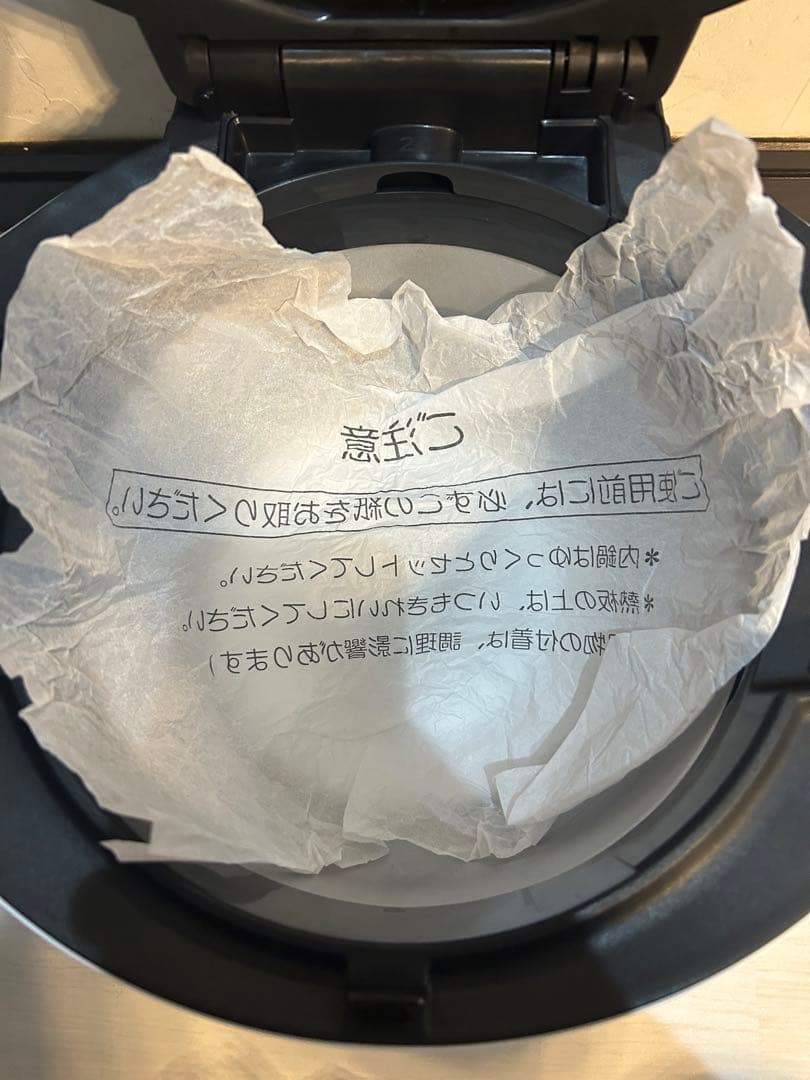 2
ご注意
ご使用前には、必ずこの紙をお取りください。
＊内鍋はゆっくりとセットしてください。
＊熱板の上は、いつもきれいにしてください。
物の付着は、調理に影響があります)